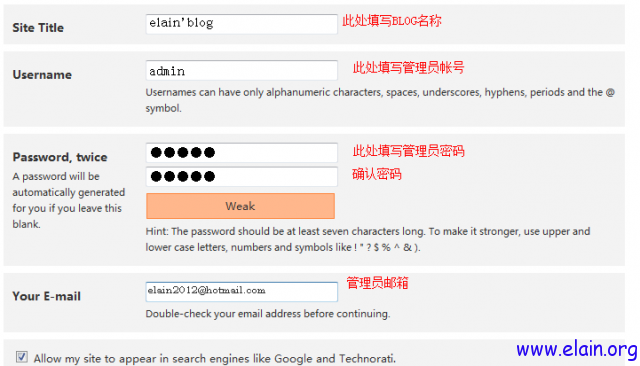 Site Title
elain'blog
此处填写BLOG名称
Username
admin
此处填写管理员帐号
Usernames can have only alphanumeric characters, spaces, underscores, hyphens, periods and the @
symbol.
Password, twice
●●●●●
此处填写管理员密码
A password will be
automatically generated
for you if you leave this
blank.
●●●●●
确认密码
Weak
Hint: The password should be at least seven characters long. To make it stronger, use upper and
lower case letters, numbers and symbols like ! " ? $ % ^ & ).
Your E-mail
elain2012@hotmail.com
管理员邮箱
Double-check your email address before continuing.
Allow my site to appear in search engines like Google and Technorati.
www.elain.org